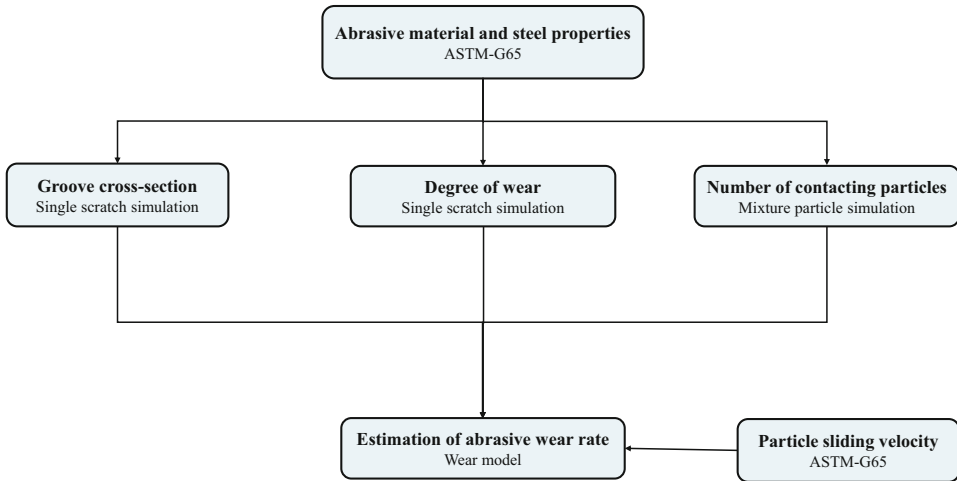 Abrasive material and steel properties
ASTM-G65
Groove cross-section
Single scratch simulation
Degree of wear
Single scratch simulation
Number of contacting particles
Mixture particle simulation
Estimation of abrasive wear rate
Wear model
Particle sliding velocity
ASTM-G65